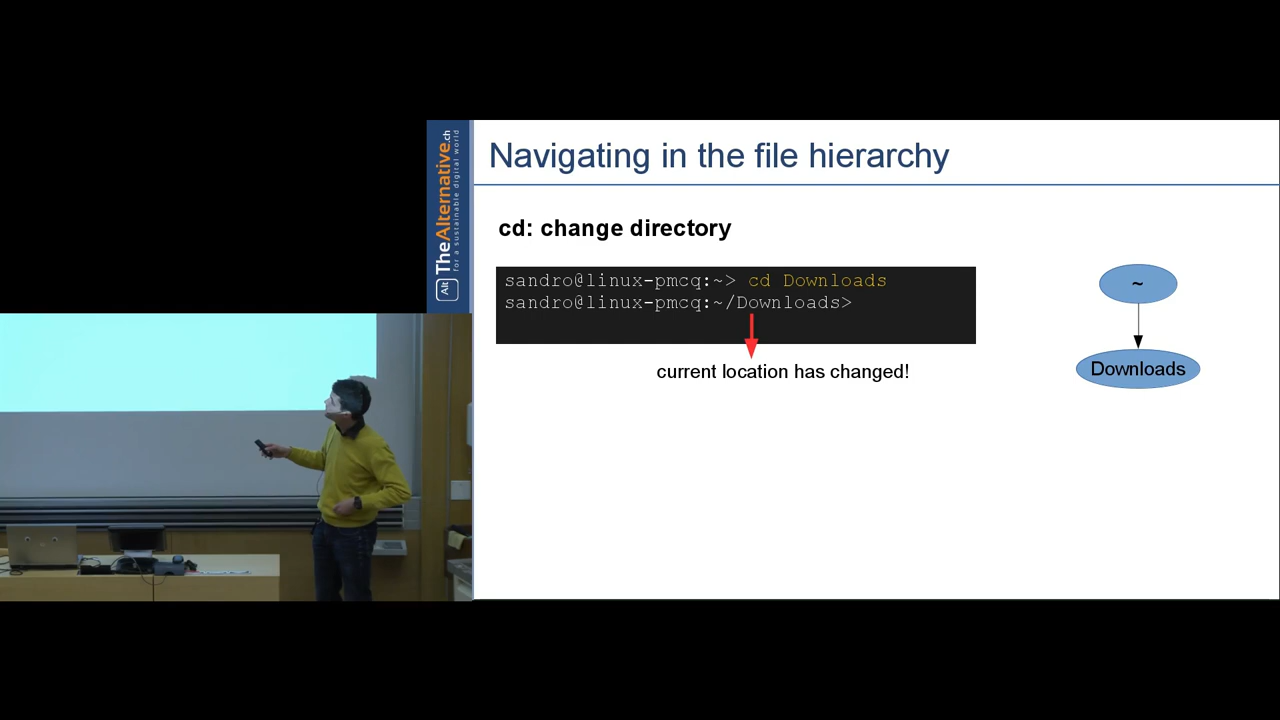 Alt TheAlternative.ch
for a sustainable digital world
Navigating in the file hierarchy
cd: change directory
sandro@linux-pmcq:~> cd Downloads
sandro@linux-pmcq:~/Downloads>
current location has changed!
~
Downloads